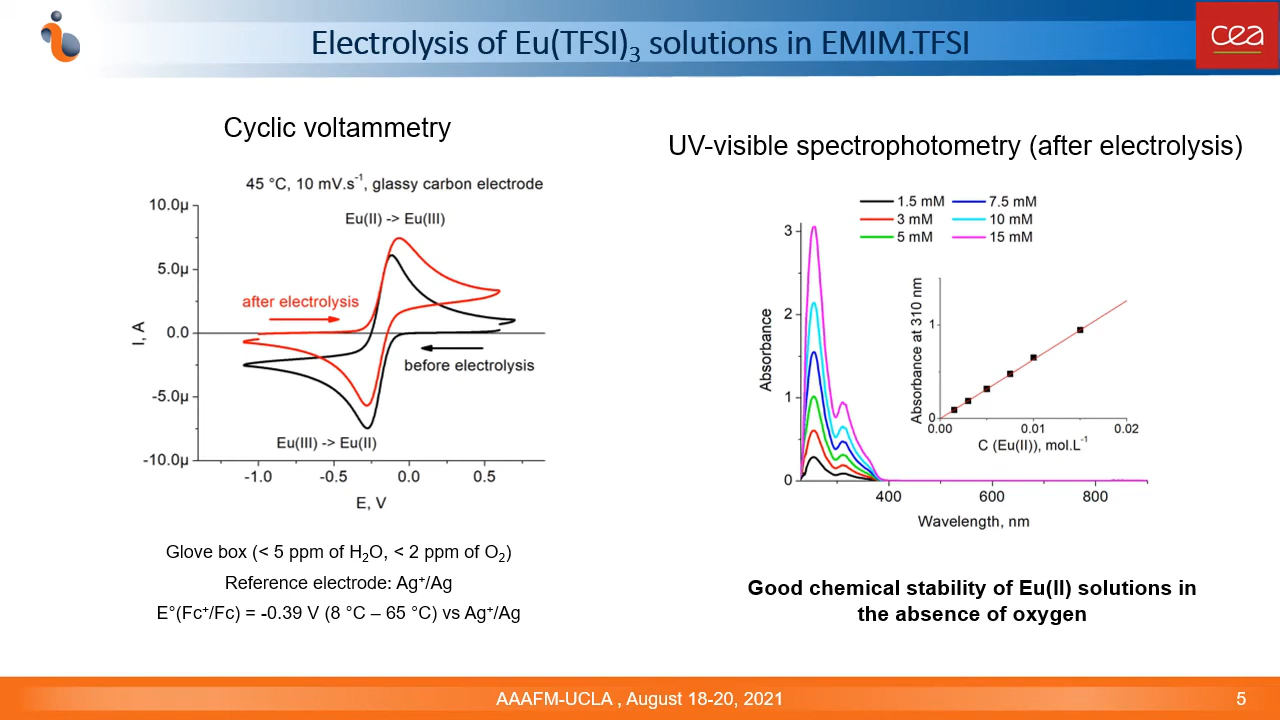 Electrolysis of Eu(TFSI)₃ solutions in EMIM.TFSI
cea
Cyclic voltammetry
45 °C, 10 mV.s⁻¹, glassy carbon electrode
10.0µ
5.0µ
0.0
-5.0µ
-10.0µ
I, A
Eu(II) -> Eu(III)
after electrolysis
before electrolysis
Eu(III) -> Eu(II)
-1.0 -0.5 0.0 0.5
E, V
Glove box (< 5 ppm of H₂O, < 2 ppm of O₂)
Reference electrode: Ag⁺/Ag
E°(Fc⁺/Fc) = -0.39 V (8 °C – 65 °C) vs Ag⁺/Ag
UV-visible spectrophotometry (after electrolysis)
1.5 mM 7.5 mM
3 mM 10 mM
5 mM 15 mM
3
2
1
0
Absorbance
400 600 800
Wavelength, nm
Absorbance at 310 nm
1
0
0.00 0.01 0.02
C (Eu(II)), mol.L⁻¹
Good chemical stability of Eu(II) solutions in
the absence of oxygen
AAAFM-UCLA , August 18-20, 2021
5